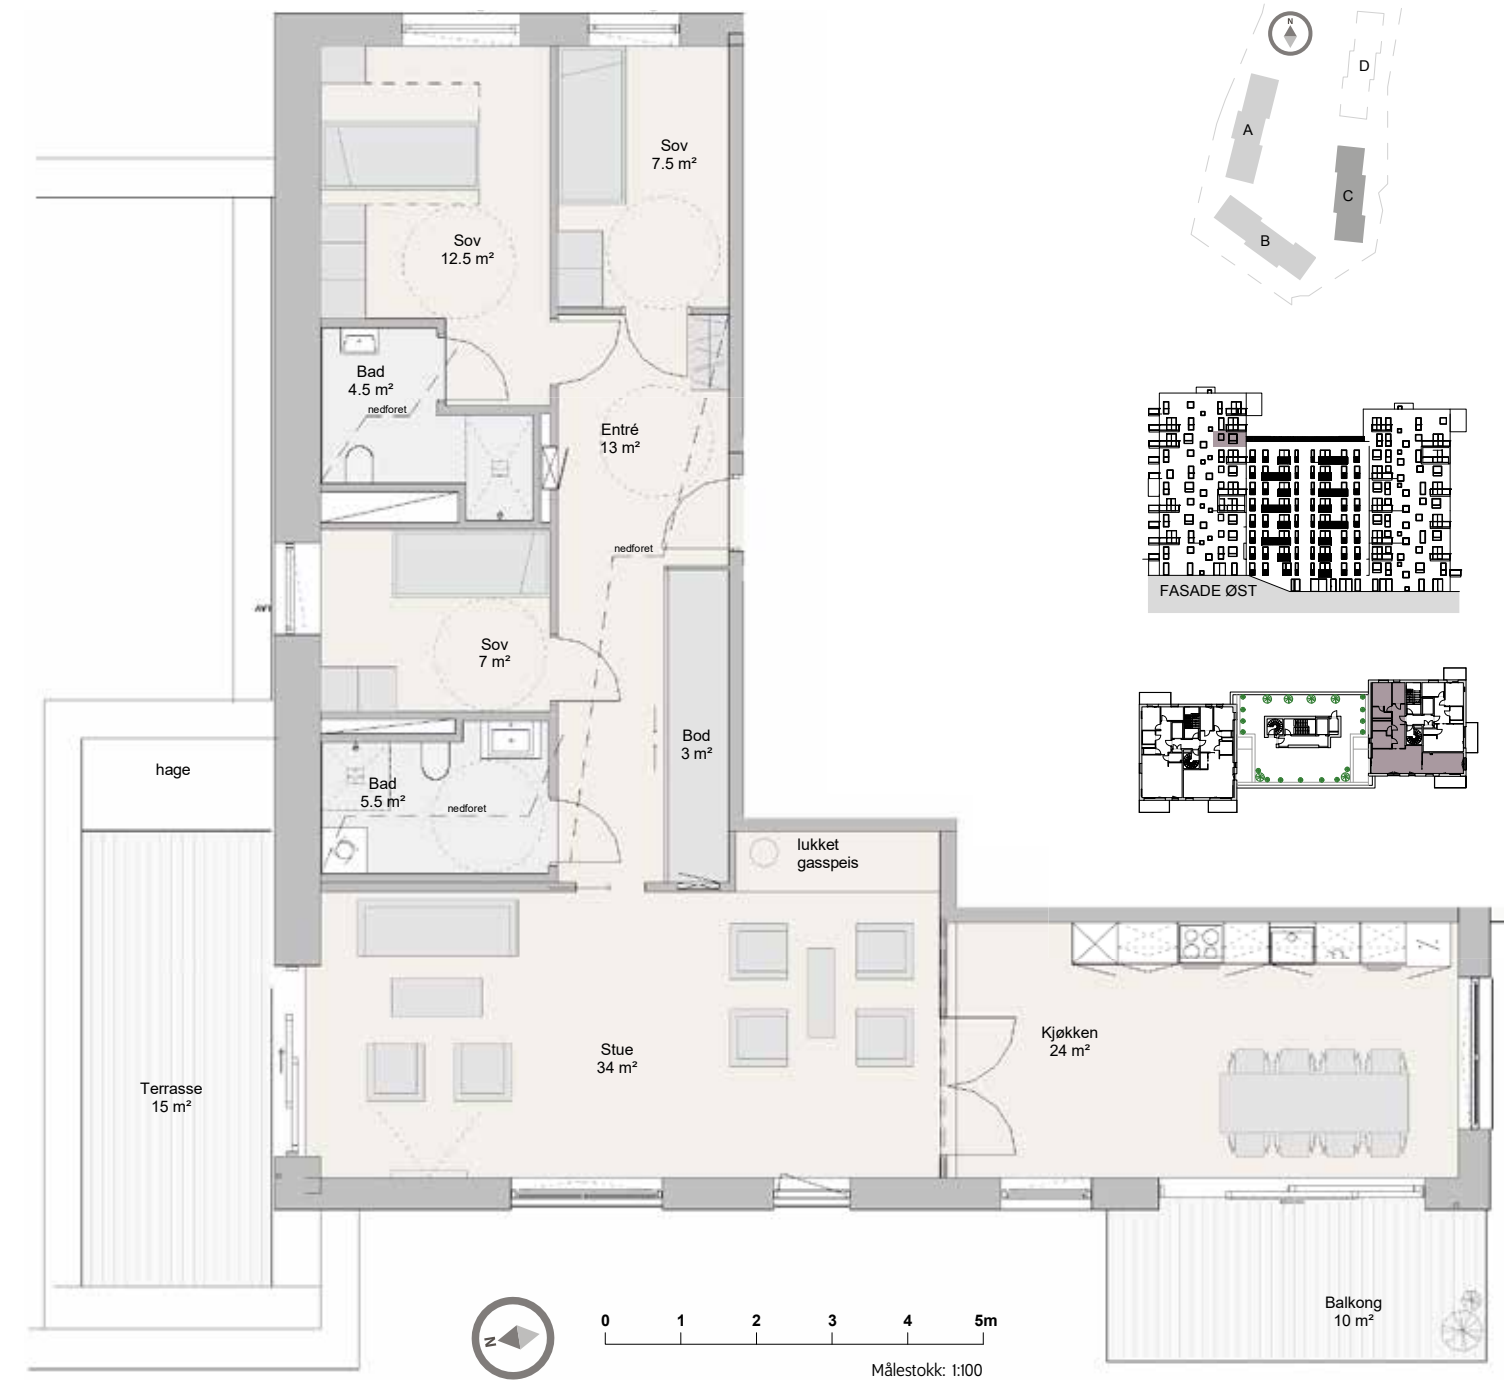 N
D
A
C
B
Sov
7.5 m²
Sov
12.5 m²
Bad
4.5 m²
nedforet
Entré
13 m²
nedforet
FASADE ØST
Sov
7 m²
Bod
3 m²
hage
Bad
5.5 m²
nedforet
lukket
gasspeis
Stue
34 m²
Kjøkken
24 m²
Terrasse
15 m²
Balkong
10 m²
N
0 1 2 3 4 5m
Målestokk: 1:100